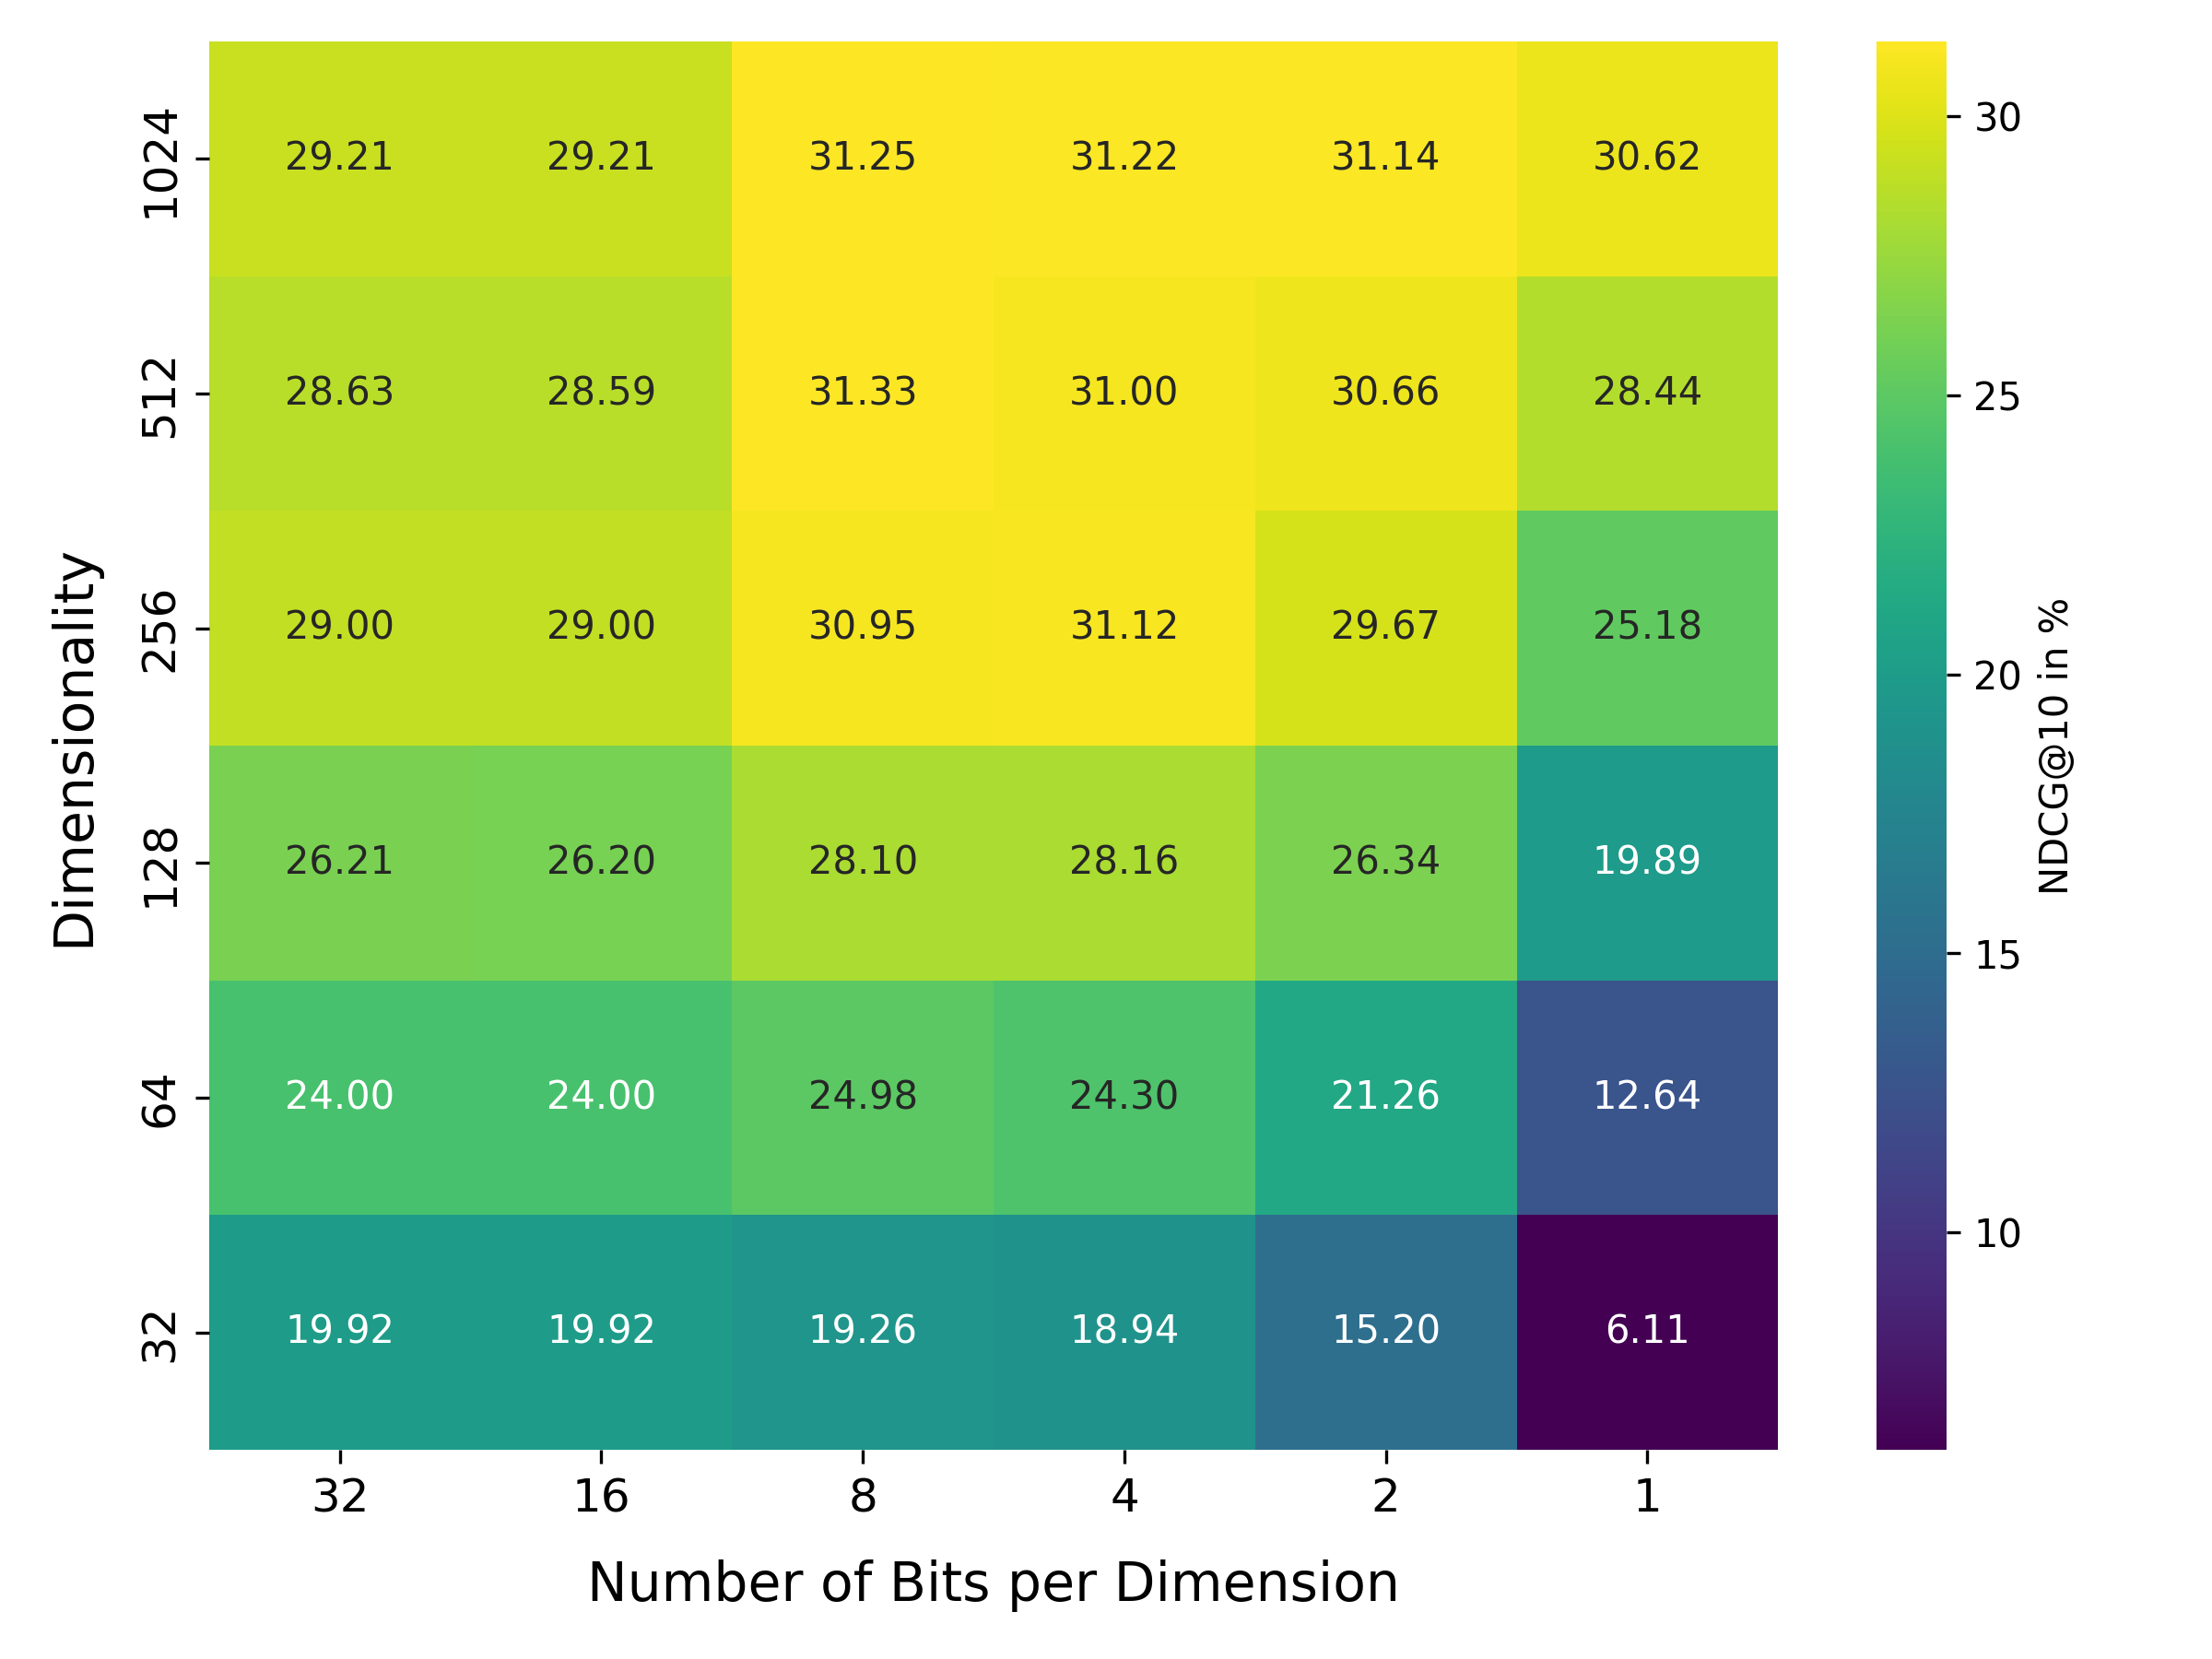 1024 29.21 29.21 31.25 31.22 31.14 30.62
512 28.63 28.59 31.33 31.00 30.66 28.44
256 29.00 29.00 30.95 31.12 29.67 25.18
128 26.21 26.20 28.10 28.16 26.34 19.89
64 24.00 24.00 24.98 24.30 21.26 12.64
32 19.92 19.92 19.26 18.94 15.20 6.11
32 16 8 4 2 1
Number of Bits per Dimension
Dimensionality
30
25
20
15
10
NDCG@10 in %